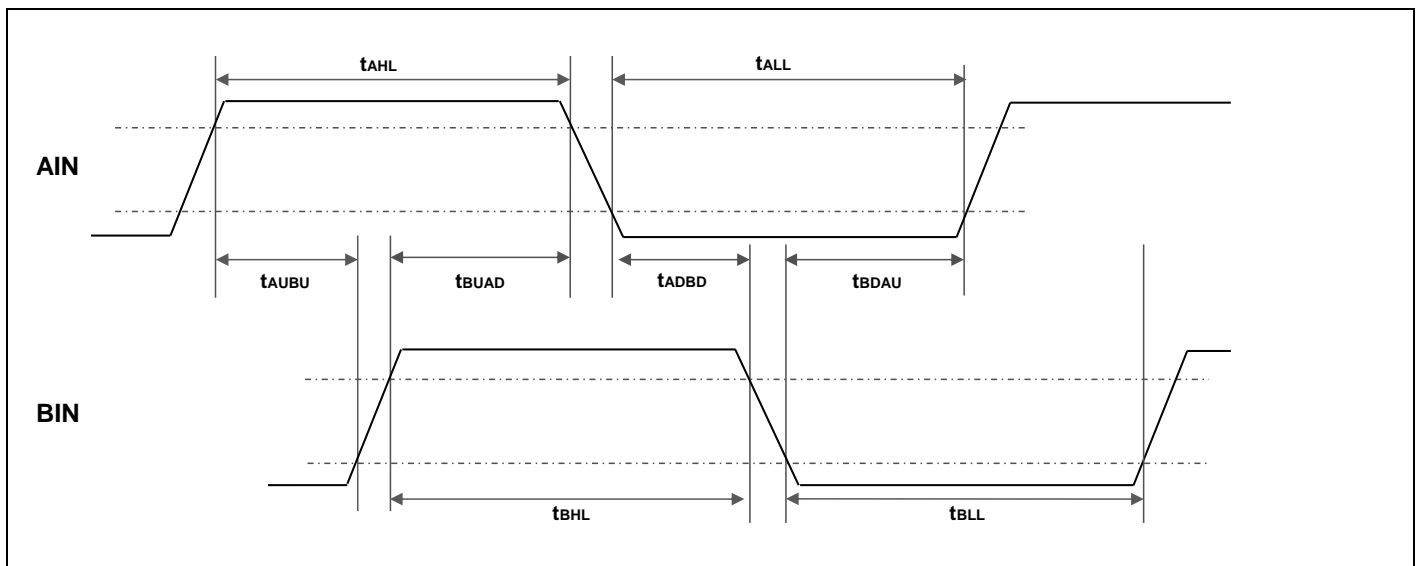 tAHL
tALL
AIN
tAUBU
tBUAD
tADBD
tBDAU
BIN
tBHL
tBLL